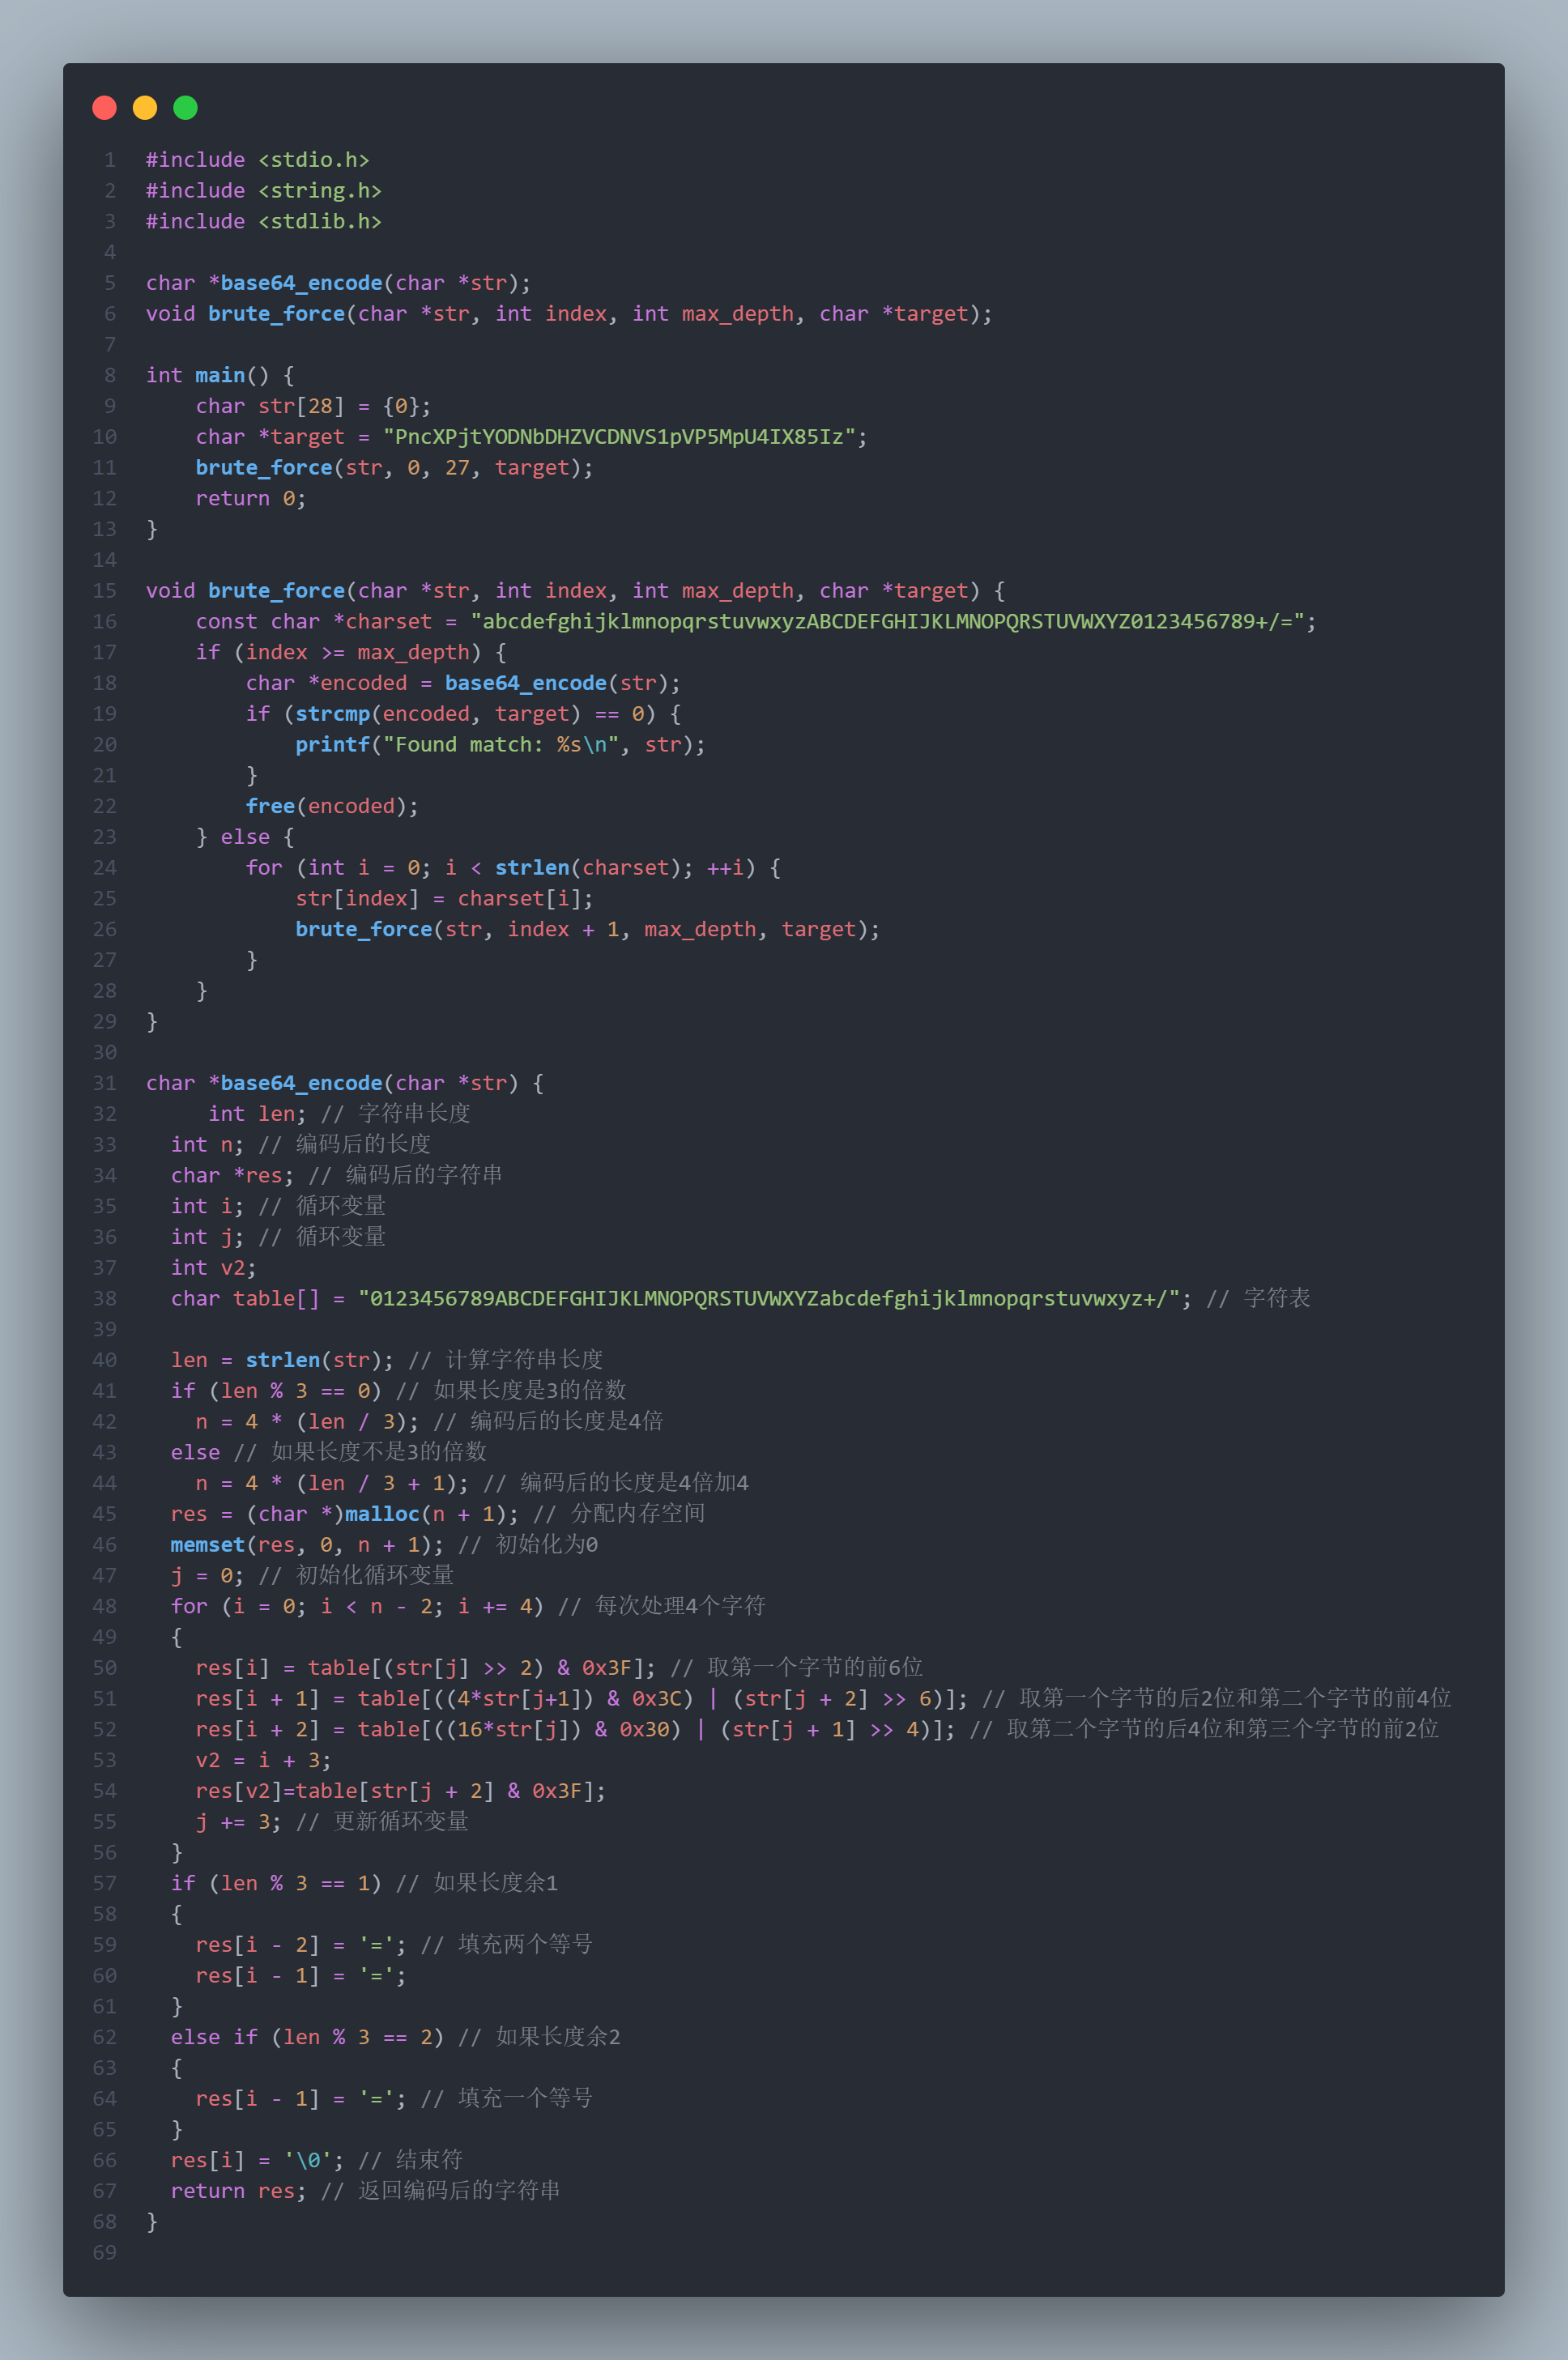 1 #include <stdio.h>
2 #include <string.h>
3 #include <stdlib.h>
4
5 char *base64_encode(char *str);
6 void brute_force(char *str, int index, int max_depth, char *target);
7
8 int main() {
9     char str[28] = {0};
10     char *target = "PncXPjtYODNbDHZVCDNVS1pVP5MpU4IX85Iz";
11     brute_force(str, 0, 27, target);
12     return 0;
13 }
14
15 void brute_force(char *str, int index, int max_depth, char *target) {
16     const char *charset = "abcdefghijklmnopqrstuvwxyzABCDEFGHIJKLMNOPQRSTUVWXYZ0123456789+/=";
17     if (index >= max_depth) {
18         char *encoded = base64_encode(str);
19         if (strcmp(encoded, target) == 0) {
20             printf("Found match: %s\n", str);
21         }
22         free(encoded);
23     } else {
24         for (int i = 0; i < strlen(charset); ++i) {
25             str[index] = charset[i];
26             brute_force(str, index + 1, max_depth, target);
27         }
28     }
29 }
30
31 char *base64_encode(char *str) {
32      int len; // 字符串长度
33   int n; // 编码后的长度
34   char *res; // 编码后的字符串
35   int i; // 循环变量
36   int j; // 循环变量
37   int v2;
38   char table[] = "0123456789ABCDEFGHIJKLMNOPQRSTUVWXYZabcdefghijklmnopqrstuvwxyz+/"; // 字符表
39
40   len = strlen(str); // 计算字符串长度
41   if (len % 3 == 0) // 如果长度是3的倍数
42     n = 4 * (len / 3); // 编码后的长度是4倍
43   else // 如果长度不是3的倍数
44     n = 4 * (len / 3 + 1); // 编码后的长度是4倍加4
45   res = (char *)malloc(n + 1); // 分配内存空间
46   memset(res, 0, n + 1); // 初始化为0
47   j = 0; // 初始化循环变量
48   for (i = 0; i < n - 2; i += 4) // 每次处理4个字符
49   {
50     res[i] = table[(str[j] >> 2) & 0x3F]; // 取第一个字节的前6位
51     res[i + 1] = table[((4*str[j+1]) & 0x3C) | (str[j + 2] >> 6)]; // 取第一个字节的后2位和第二个字节的前4位
52     res[i + 2] = table[((16*str[j]) & 0x30) | (str[j + 1] >> 4)]; // 取第二个字节的后4位和第三个字节的前2位
53     v2 = i + 3;
54     res[v2]=table[str[j + 2] & 0x3F];
55     j += 3; // 更新循环变量
56   }
57   if (len % 3 == 1) // 如果长度余1
58   {
59     res[i - 2] = '='; // 填充两个等号
60     res[i - 1] = '=';
61   }
62   else if (len % 3 == 2) // 如果长度余2
63   {
64     res[i - 1] = '='; // 填充一个等号
65   }
66   res[i] = '\0'; // 结束符
67   return res; // 返回编码后的字符串
68 }
69